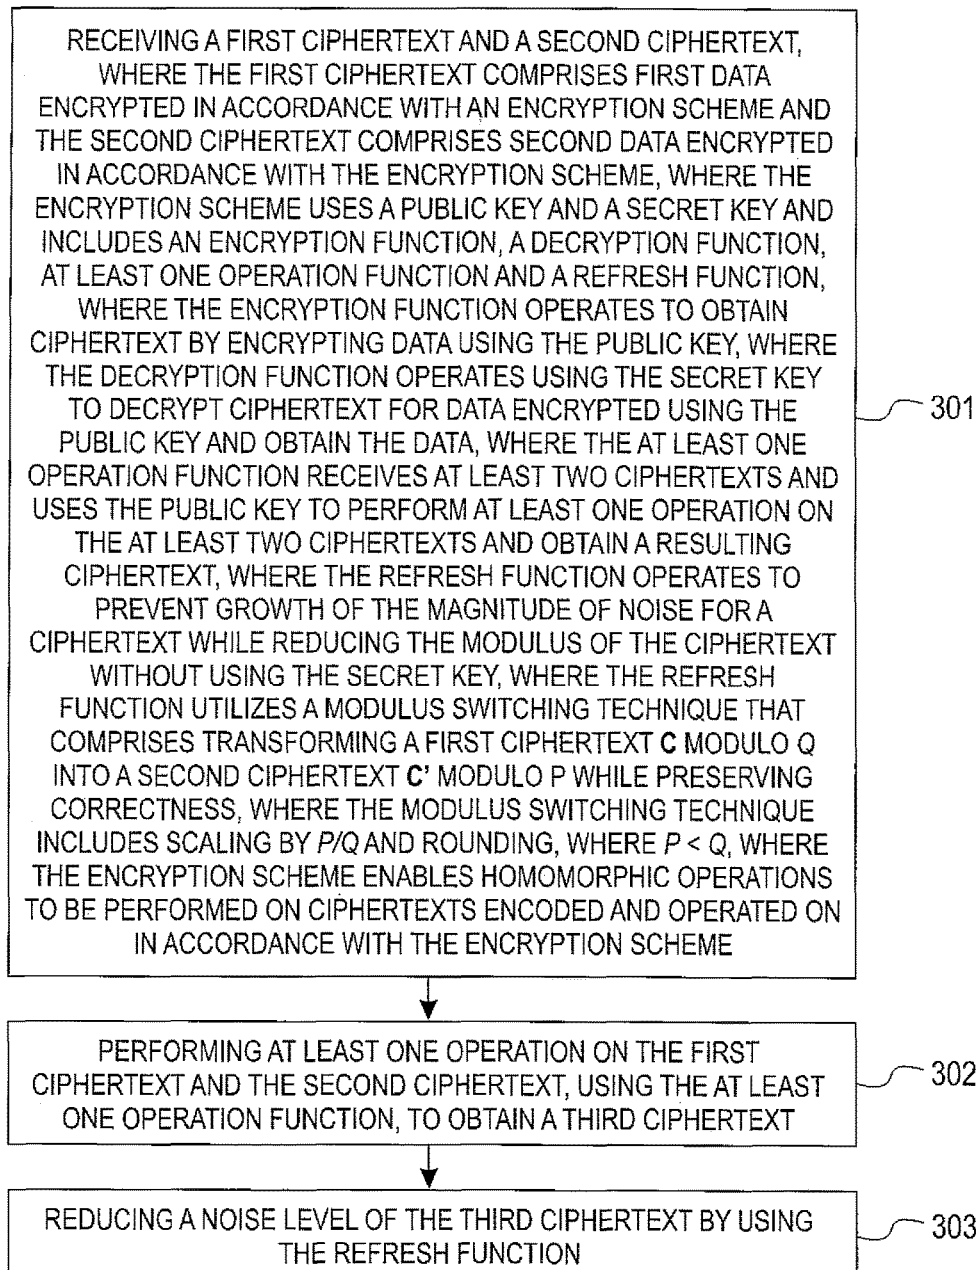 RECEIVING A FIRST CIPHERTEXT AND A SECOND CIPHERTEXT,
WHERE THE FIRST CIPHERTEXT COMPRISES FIRST DATA
ENCRYPTED IN ACCORDANCE WITH AN ENCRYPTION SCHEME AND
THE SECOND CIPHERTEXT COMPRISES SECOND DATA ENCRYPTED
IN ACCORDANCE WITH THE ENCRYPTION SCHEME, WHERE THE
ENCRYPTION SCHEME USES A PUBLIC KEY AND A SECRET KEY AND
INCLUDES AN ENCRYPTION FUNCTION, A DECRYPTION FUNCTION,
AT LEAST ONE OPERATION FUNCTION AND A REFRESH FUNCTION,
WHERE THE ENCRYPTION FUNCTION OPERATES TO OBTAIN
CIPHERTEXT BY ENCRYPTING DATA USING THE PUBLIC KEY, WHERE
THE DECRYPTION FUNCTION OPERATES USING THE SECRET KEY
TO DECRYPT CIPHERTEXT FOR DATA ENCRYPTED USING THE
PUBLIC KEY AND OBTAIN THE DATA, WHERE THE AT LEAST ONE
OPERATION FUNCTION RECEIVES AT LEAST TWO CIPHERTEXTS AND
USES THE PUBLIC KEY TO PERFORM AT LEAST ONE OPERATION ON
THE AT LEAST TWO CIPHERTEXTS AND OBTAIN A RESULTING
CIPHERTEXT, WHERE THE REFRESH FUNCTION OPERATES TO
PREVENT GROWTH OF THE MAGNITUDE OF NOISE FOR A
CIPHERTEXT WHILE REDUCING THE MODULUS OF THE CIPHERTEXT
WITHOUT USING THE SECRET KEY, WHERE THE REFRESH
FUNCTION UTILIZES A MODULUS SWITCHING TECHNIQUE THAT
COMPRISES TRANSFORMING A FIRST CIPHERTEXT C MODULO Q
INTO A SECOND CIPHERTEXT C' MODULO P WHILE PRESERVING
CORRECTNESS, WHERE THE MODULUS SWITCHING TECHNIQUE
INCLUDES SCALING BY P/Q AND ROUNDING, WHERE P < Q, WHERE
THE ENCRYPTION SCHEME ENABLES HOMOMORPHIC OPERATIONS
TO BE PERFORMED ON CIPHERTEXTS ENCODED AND OPERATED ON
IN ACCORDANCE WITH THE ENCRYPTION SCHEME
301
PERFORMING AT LEAST ONE OPERATION ON THE FIRST
CIPHERTEXT AND THE SECOND CIPHERTEXT, USING THE AT LEAST
ONE OPERATION FUNCTION, TO OBTAIN A THIRD CIPHERTEXT
302
REDUCING A NOISE LEVEL OF THE THIRD CIPHERTEXT BY USING
THE REFRESH FUNCTION
303